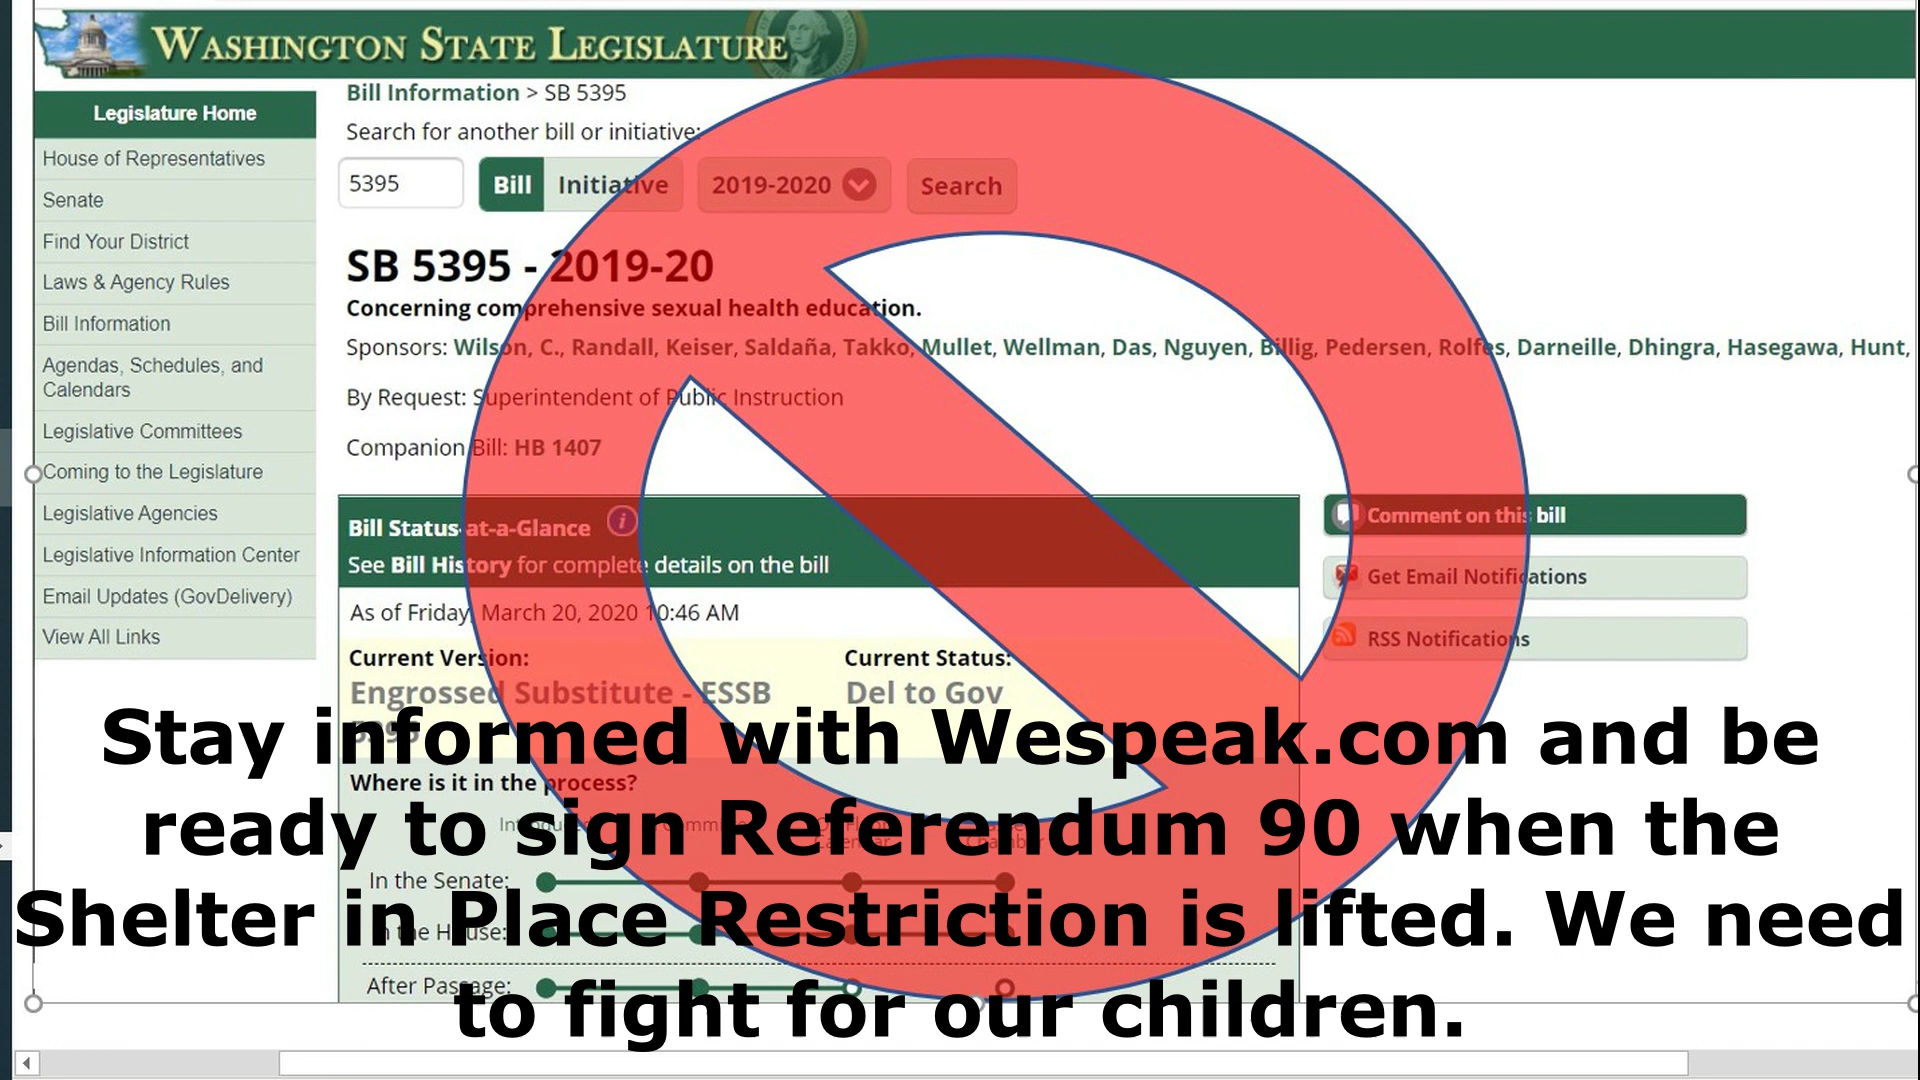 WASHINGTON STATE LEGISLATURE
Legislature Home
House of Representatives
Senate
Find Your District
Laws & Agency Rules
Bill Information
Agendas, Schedules, and
Calendars
Legislative Committees
Coming to the Legislature
Legislative Agencies
Legislative Information Center
Email Updates (GovDelivery)
View All Links
Bill Information > SB 5395
Search for another bill or initiative:
5395 Bill Initiative 2019-2020 Search
SB 5395 - 2019-20
Concerning comprehensive sexual health education.
Sponsors: Wilson, C., Randall, Keiser, Saldaña, Takko, Mullet, Wellman, Das, Nguyen, Billig, Pedersen, Rolfes, Darneille, Dhingra, Hasegawa, Hunt,
By Request: Superintendent of Public Instruction
Companion Bill: HB 1407
Bill Status-at-a-Glance
See Bill History for complete details on the bill
As of Friday, March 20, 2020 10:46 AM
Current Version:
Engrossed Substitute - ESSB
5395
Current Status:
Del to Gov
Where is it in the process?
In the Senate:
In the House:
After Passage:
Comment on this bill
Get Email Notifications
RSS Notifications
Stay informed with Wespeak.com and be
ready to sign Referendum 90 when the
Shelter in Place Restriction is lifted. We need
to fight for our children.